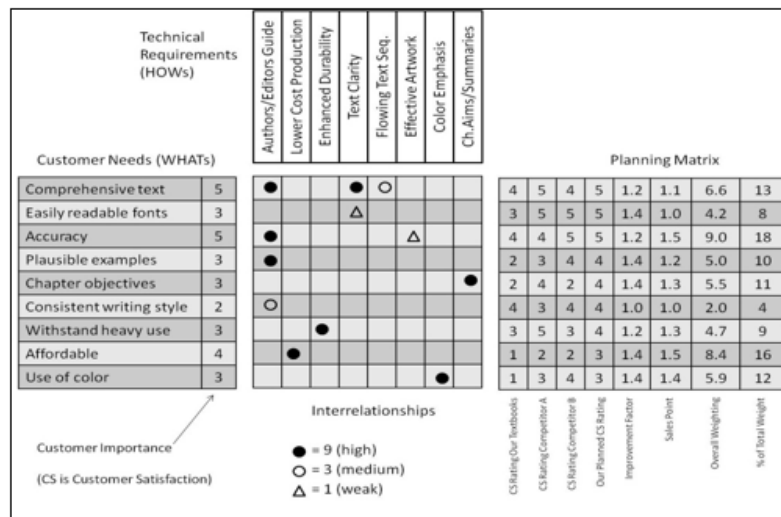 Technical
Requirements
(HOWs)
Authors/Editors Guide
Lower Cost Production
Enhanced Durability
Text Clarity
Flowing Text Seq.
Effective Artwork
Color Emphasis
Ch.Aims/Summaries
Customer Needs (WHATs)
Planning Matrix
Comprehensive text 5 4 5 4 5 1.2 1.1 6.6 13
Easily readable fonts 3 3 5 5 5 1.4 1.0 4.2 8
Accuracy 5 4 4 5 5 1.2 1.5 9.0 18
Plausible examples 3 2 3 4 4 1.4 1.2 5.0 10
Chapter objectives 3 2 4 2 4 1.4 1.3 5.5 11
Consistent writing style 2 4 3 4 4 1.0 1.0 2.0 4
Withstand heavy use 3 3 5 3 4 1.2 1.3 4.7 9
Affordable 4 1 2 2 3 1.4 1.5 8.4 16
Use of color 3 1 3 4 3 1.4 1.4 5.9 12
CS Rating Our Textbooks
CS Rating Competitor A
CS Rating Competitor B
Our Planned CS Rating
Improvement Factor
Sales Point
Overall Weighting
% of Total Weight
Interrelationships
= 9 (high)
= 3 (medium)
= 1 (weak)
Customer Importance
(CS is Customer Satisfaction)